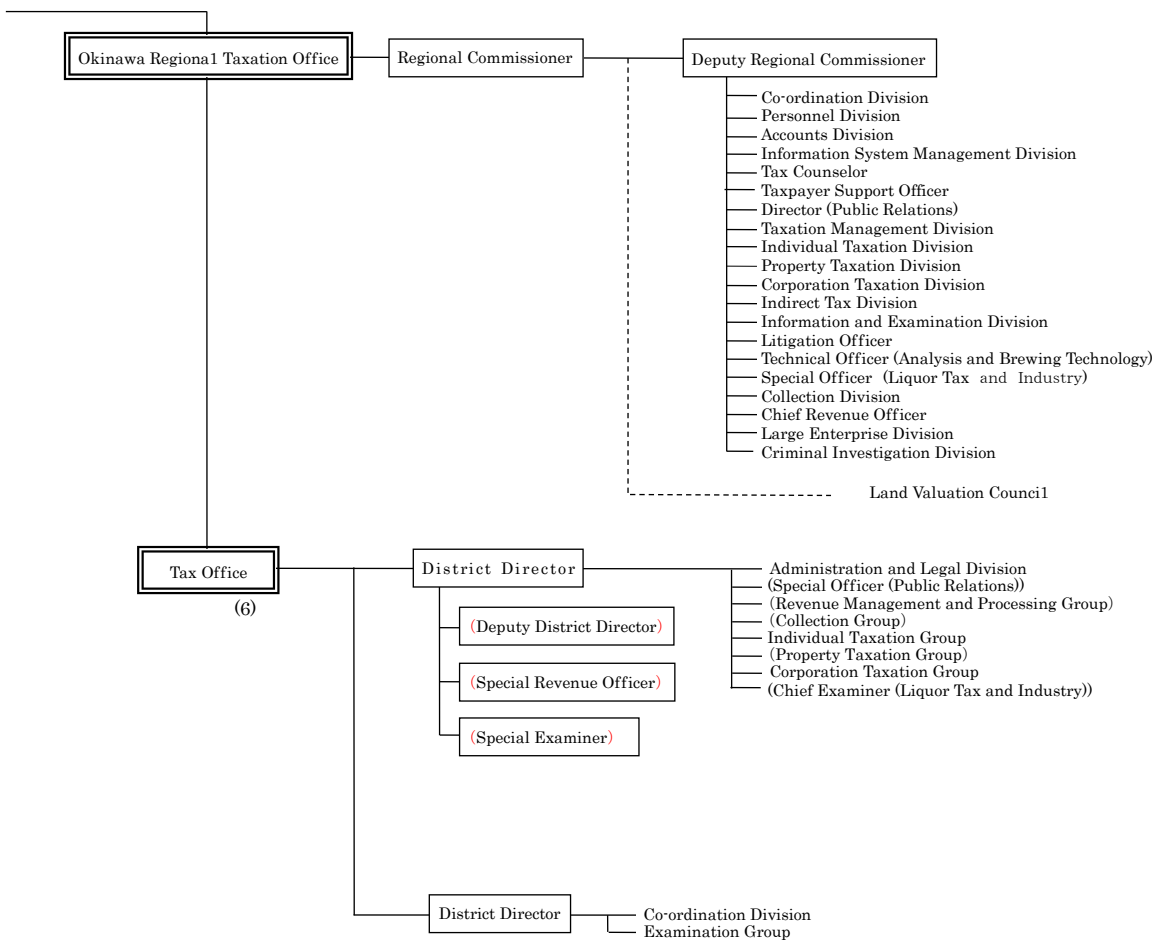 Okinawa Regiona1 Taxation Office
Regional Commissioner
Deputy Regional Commissioner
Co-ordination Division
Personnel Division
Accounts Division
Information System Management Division
Tax Counselor
Taxpayer Support Officer
Director (Public Relations)
Taxation Management Division
Individual Taxation Division
Property Taxation Division
Corporation Taxation Division
Indirect Tax Division
Information and Examination Division
Litigation Officer
Technical Officer (Analysis and Brewing Technology)
Special Officer (Liquor Tax and Industry)
Collection Division
Chief Revenue Officer
Large Enterprise Division
Criminal Investigation Division
Land Valuation Counci1
Tax Office
(6)
District Director
(Deputy District Director)
(Special Revenue Officer)
(Special Examiner)
Administration and Legal Division
(Special Officer (Public Relations))
(Revenue Management and Processing Group)
(Collection Group)
Individual Taxation Group
(Property Taxation Group)
Corporation Taxation Group
(Chief Examiner (Liquor Tax and Industry))
District Director
Co-ordination Division
Examination Group